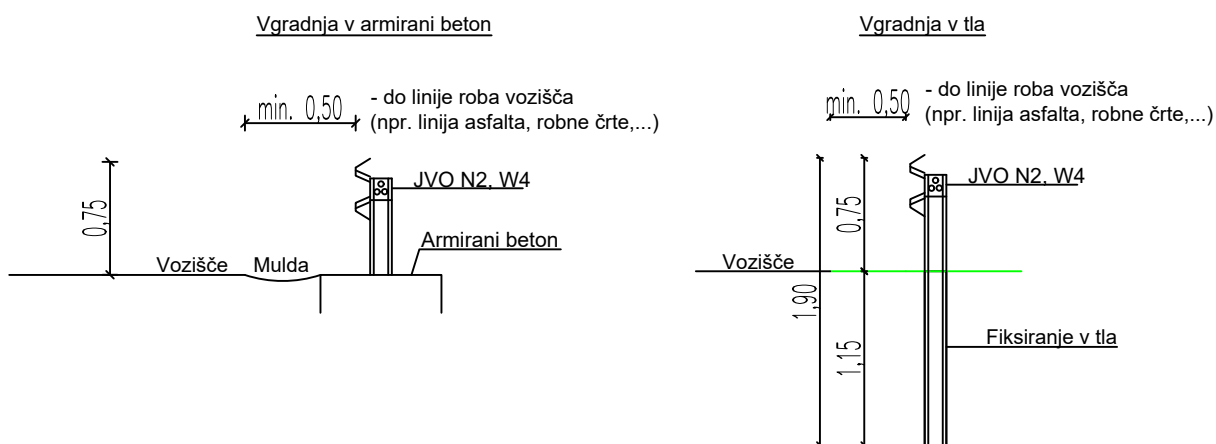 Vgradnja v armirani beton
min. 0,50
- do linije roba vozišča
(npr. linija asfalta, robne črte,...)
JVO N2, W4
0,75
Armirani beton
Vozišče
Mulda
Vgradnja v tla
min. 0,50
- do linije roba vozišča
(npr. linija asfalta, robne črte,...)
JVO N2, W4
0,75
Vozišče
1,90
1,15
Fiksiranje v tla